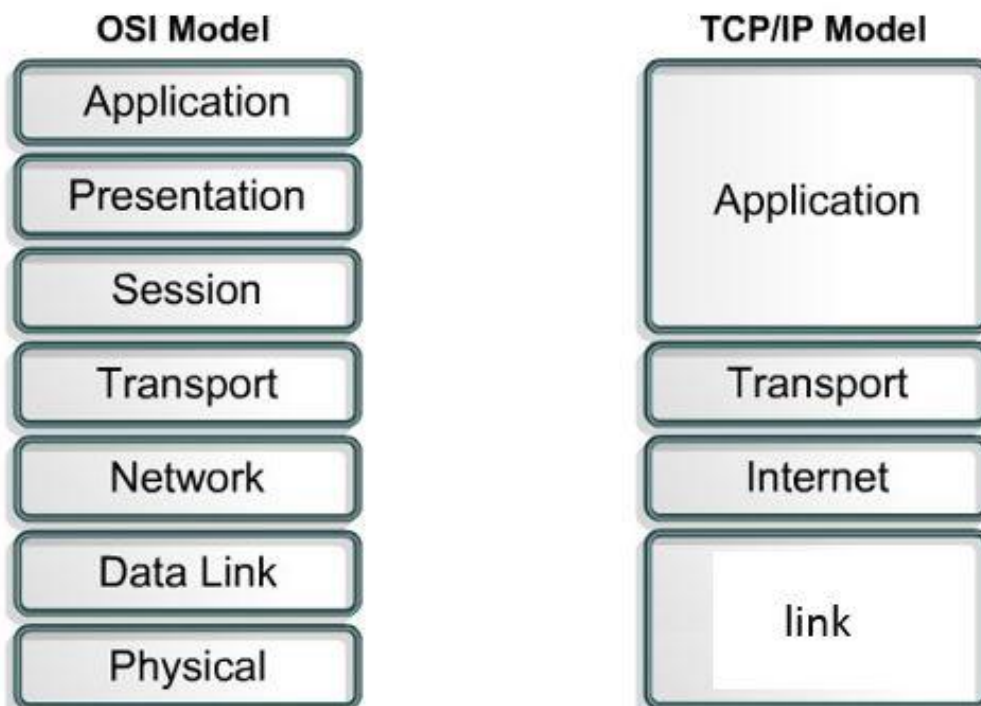 OSI Model
Application
Presentation
Session
Transport
Network
Data Link
Physical
TCP/IP Model
Application
Transport
Internet
link